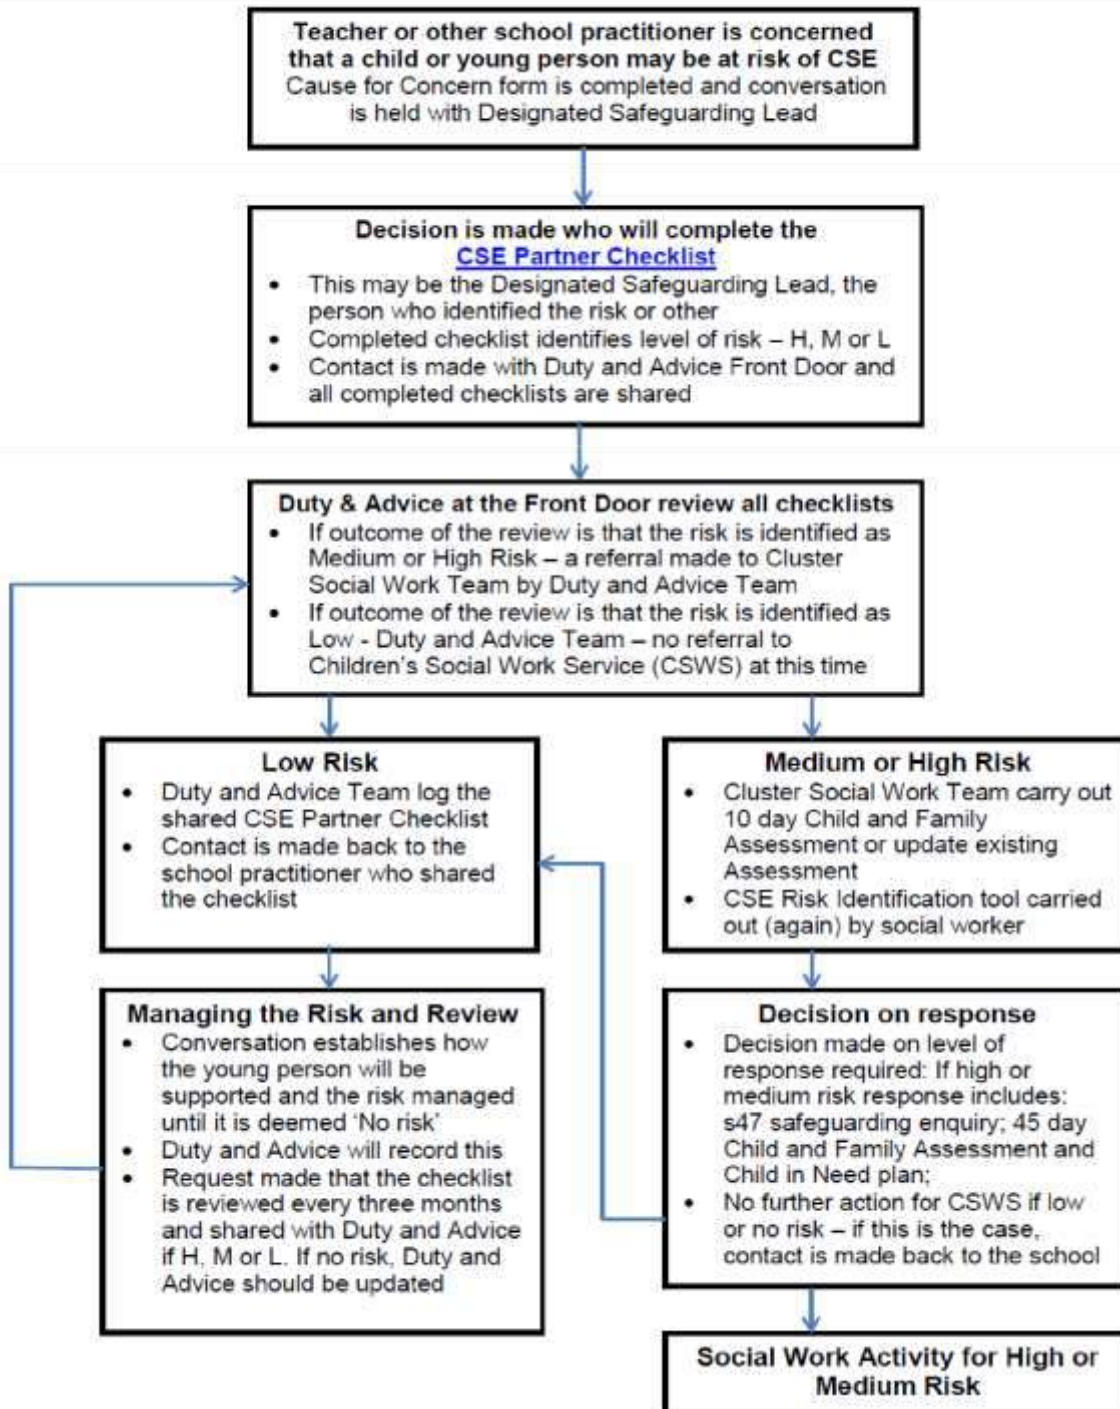 Teacher or other school practitioner is concerned
that a child or young person may be at risk of CSE
Cause for Concern form is completed and conversation
is held with Designated Safeguarding Lead
Decision is made who will complete the
CSE Partner Checklist
• This may be the Designated Safeguarding Lead, the
person who identified the risk or other
• Completed checklist identifies level of risk – H, M or L
• Contact is made with Duty and Advice Front Door and
all completed checklists are shared
Duty & Advice at the Front Door review all checklists
• If outcome of the review is that the risk is identified as
Medium or High Risk – a referral made to Cluster
Social Work Team by Duty and Advice Team
• If outcome of the review is that the risk is identified as
Low - Duty and Advice Team – no referral to
Children's Social Work Service (CSWS) at this time
Low Risk
• Duty and Advice Team log the
shared CSE Partner Checklist
• Contact is made back to the
school practitioner who shared
the checklist
Medium or High Risk
• Cluster Social Work Team carry out
10 day Child and Family
Assessment or update existing
Assessment
• CSE Risk Identification tool carried
out (again) by social worker
Managing the Risk and Review
• Conversation establishes how
the young person will be
supported and the risk managed
until it is deemed 'No risk'
• Duty and Advice will record this
• Request made that the checklist
is reviewed every three months
and shared with Duty and Advice
if H, M or L. If no risk, Duty and
Advice should be updated
Decision on response
• Decision made on level of
response required: If high or
medium risk response includes:
s47 safeguarding enquiry; 45 day
Child and Family Assessment and
Child in Need plan;
• No further action for CSWS if low
or no risk – if this is the case,
contact is made back to the school
Social Work Activity for High or
Medium Risk